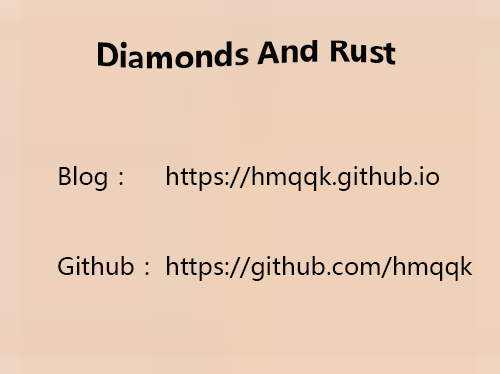 Diamonds And Rust
Blog： https://hmqqk.github.io
Github： https://github.com/hmqqk